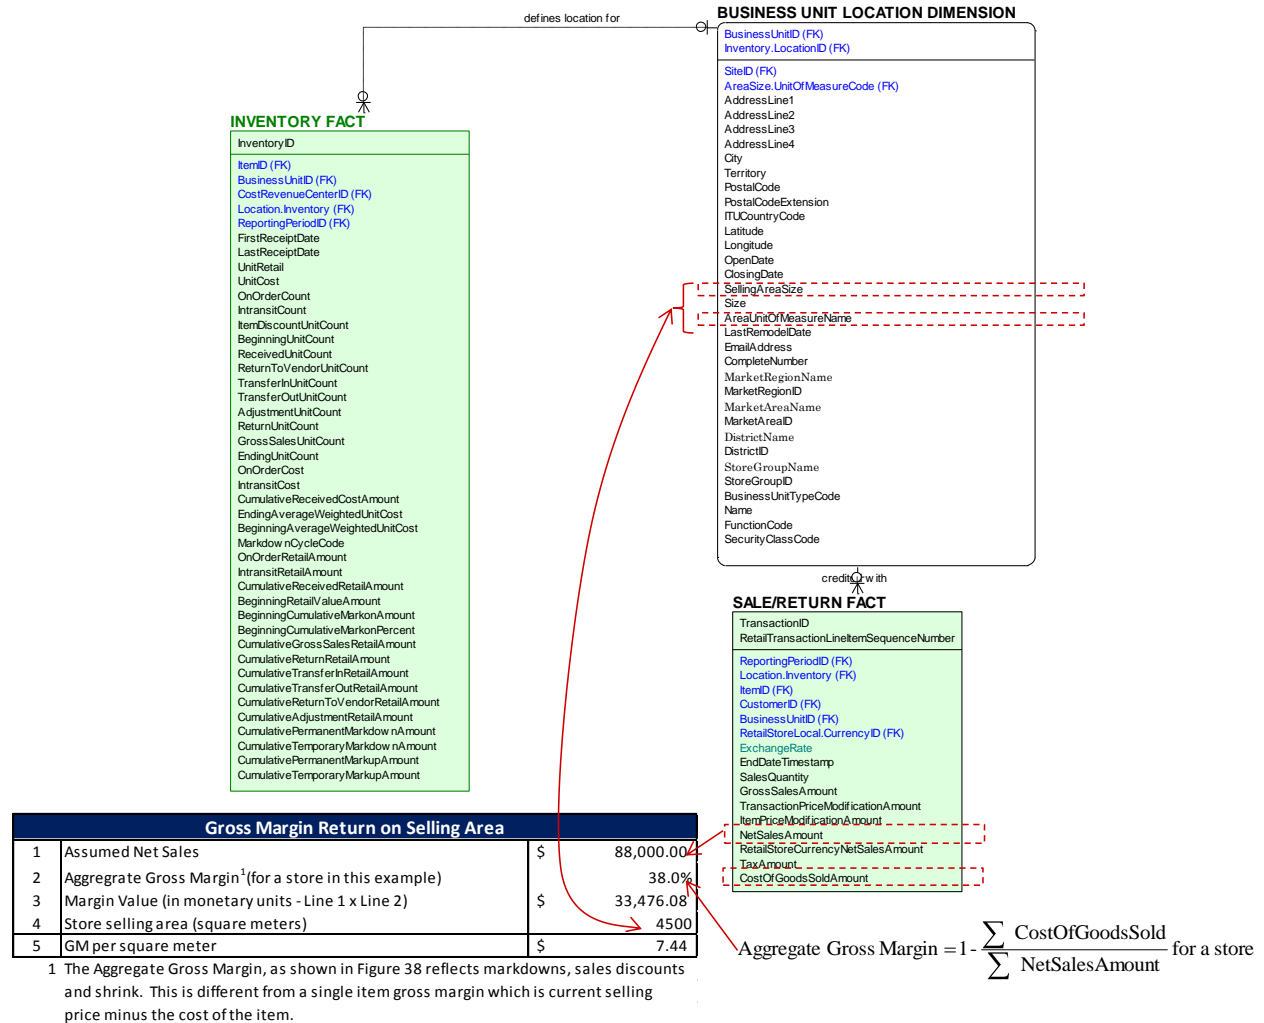 defines location for
BUSINESS UNIT LOCATION DIMENSION
BusinessUnitID (FK)
Inventory.LocationID (FK)
SiteID (FK)
AreaSize.UnitOfMeasureCode (FK)
AddressLine1
AddressLine2
AddressLine3
AddressLine4
City
Territory
PostalCode
PostalCodeExtension
ITUCountryCode
Latitude
Longitude
OpenDate
ClosingDate
SellingAreaSize
Size
AreaUnitOfMeasureName
LastRemodelDate
EmailAddress
CompleteNumber
MarketRegionName
MarketRegionID
MarketAreaName
MarketAreaID
DistrictName
DistrictID
StoreGroupName
StoreGroupID
BusinessUnitTypeCode
Name
FunctionCode
SecurityClassCode
INVENTORY FACT
InventoryID
ItemID (FK)
BusinessUnitID (FK)
CostRevenueCenterID (FK)
Location.Inventory (FK)
ReportingPeriodID (FK)
FirstReceiptDate
LastReceiptDate
UnitRetail
UnitCost
OnOrderCount
IntransitCount
ItemDiscountUnitCount
BeginningUnitCount
ReceivedUnitCount
ReturnToVendorUnitCount
TransferInUnitCount
TransferOutUnitCount
AdjustmentUnitCount
ReturnUnitCount
GrossSalesUnitCount
EndingUnitCount
OnOrderCost
IntransitCost
CumulativeReceivedCostAmount
EndingAverageWeightedUnitCost
BeginningAverageWeightedUnitCost
MarkdownCycleCode
OnOrderRetailAmount
IntransitRetailAmount
CumulativeReceivedRetailAmount
BeginningRetailValueAmount
BeginningCumulativeMarkonAmount
BeginningCumulativeMarkonPercent
CumulativeGrossSalesRetailAmount
CumulativeReturnRetailAmount
CumulativeTransferInRetailAmount
CumulativeTransferOutRetailAmount
CumulativeReturnToVendorRetailAmount
CumulativeAdjustmentRetailAmount
CumulativePermanentMarkdownAmount
CumulativeTemporaryMarkdownAmount
CumulativePermanentMarkupAmount
CumulativeTemporaryMarkupAmount
SALE/RETURN FACT
TransactionID
RetailTransactionLineItemSequenceNumber
ReportingPeriodID (FK)
Location.Inventory (FK)
ItemID (FK)
CustomerID (FK)
BusinessUnitID (FK)
RetailStoreLocal.CurrencyID (FK)
ExchangeRate
EndDateTimestamp
SalesQuantity
GrossSalesAmount
TransactionPriceModificationAmount
ItemPriceModificationAmount
NetSalesAmount
RetailStoreCurrencyNetSalesAmount
TaxAmount
CostOfGoodsSoldAmount
Gross Margin Return on Selling Area
1 Assumed Net Sales $ 88,000.00
2 Aggregrate Gross Margin1(for a store in this example) 38.0%
3 Margin Value (in monetary units - Line 1 x Line 2) $ 33,476.08
4 Store selling area (square meters) 4500
5 GM per square meter $ 7.44
1 The Aggregate Gross Margin, as shown in Figure 38 reflects markdowns, sales discounts
and shrink. This is different from a single item gross margin which is current selling
price minus the cost of the item.
Aggregate Gross Margin = 1 - ∑ CostOfGoodsSold / ∑ NetSalesAmount for a store